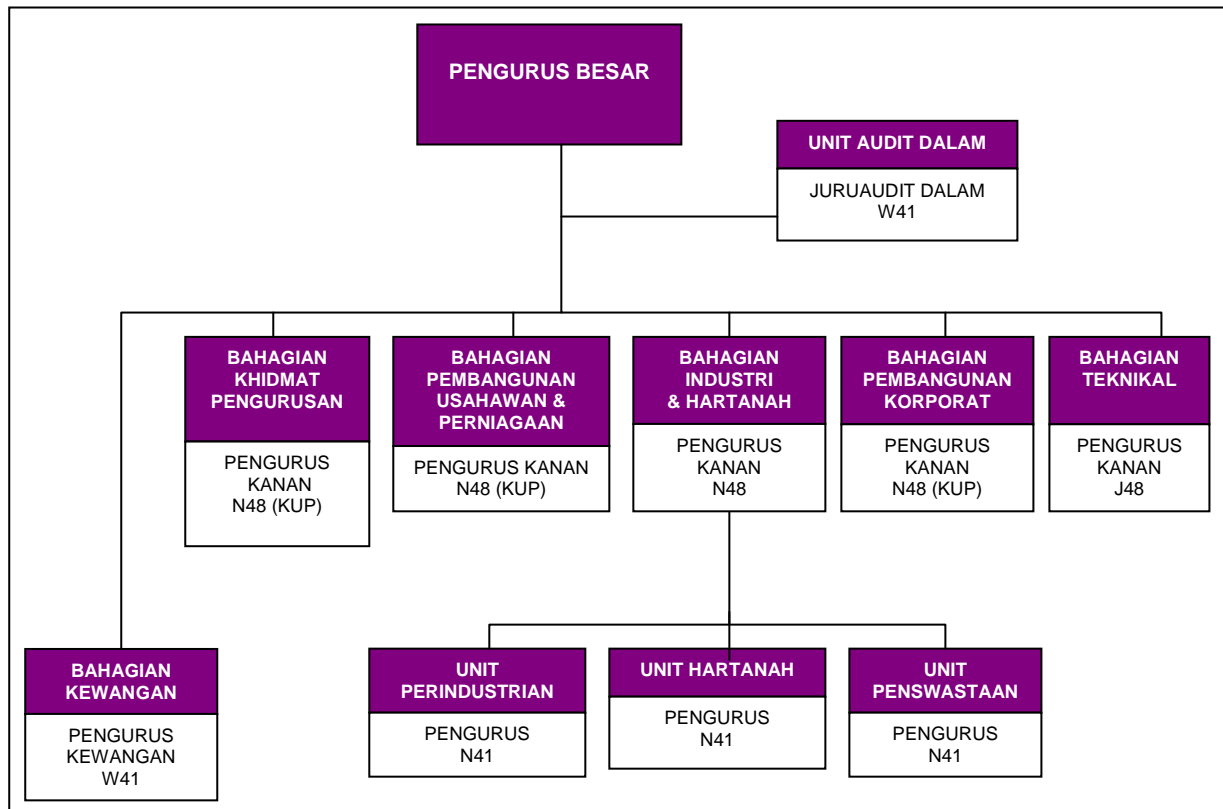 PENGURUS BESAR
UNIT AUDIT DALAM
JURUAUDIT DALAM
W41
BAHAGIAN
KHIDMAT
PENGURUSAN
PENGURUS
KANAN
N48 (KUP)
BAHAGIAN
PEMBANGUNAN
USAHAWAN &
PERNIAGAAN
PENGURUS KANAN
N48 (KUP)
BAHAGIAN
INDUSTRI
& HARTANAH
PENGURUS
KANAN
N48
BAHAGIAN
PEMBANGUNAN
KORPORAT
PENGURUS
KANAN
N48 (KUP)
BAHAGIAN
TEKNIKAL
PENGURUS
KANAN
J48
BAHAGIAN
KEWANGAN
PENGURUS
KEWANGAN
W41
UNIT
PERINDUSTRIAN
PENGURUS
N41
UNIT HARTANAH
PENGURUS
N41
UNIT
PENSWASTAAN
PENGURUS
N41